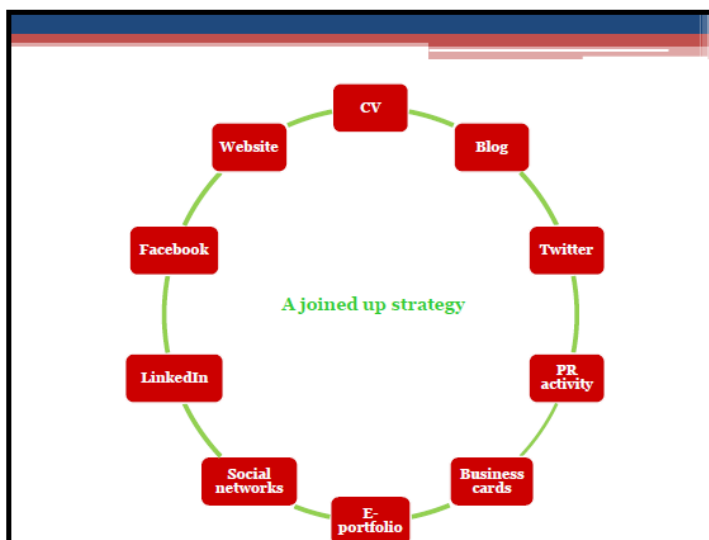 CV
Blog
Twitter
PR
activity
Business
cards
E-
portfolio
Social
networks
LinkedIn
Facebook
Website
A joined up strategy